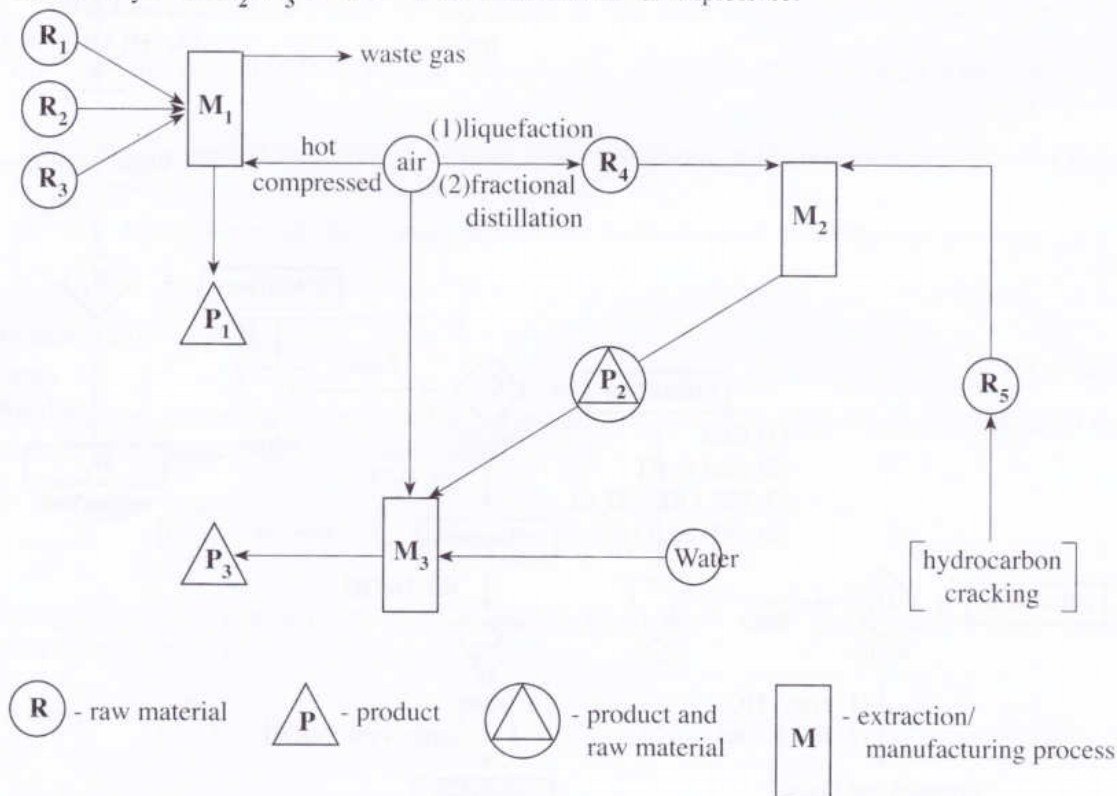 R₁
waste gas
R₂
M₁
(1)liquefaction
hot
air
R₄
R₃
compressed
(2)fractional
distillation
M₂
P₁
P₂
R₅
P₃
M₃
Water
hydrocarbon
cracking
R - raw material
P - product
- product and
raw material
M - extraction/
manufacturing process